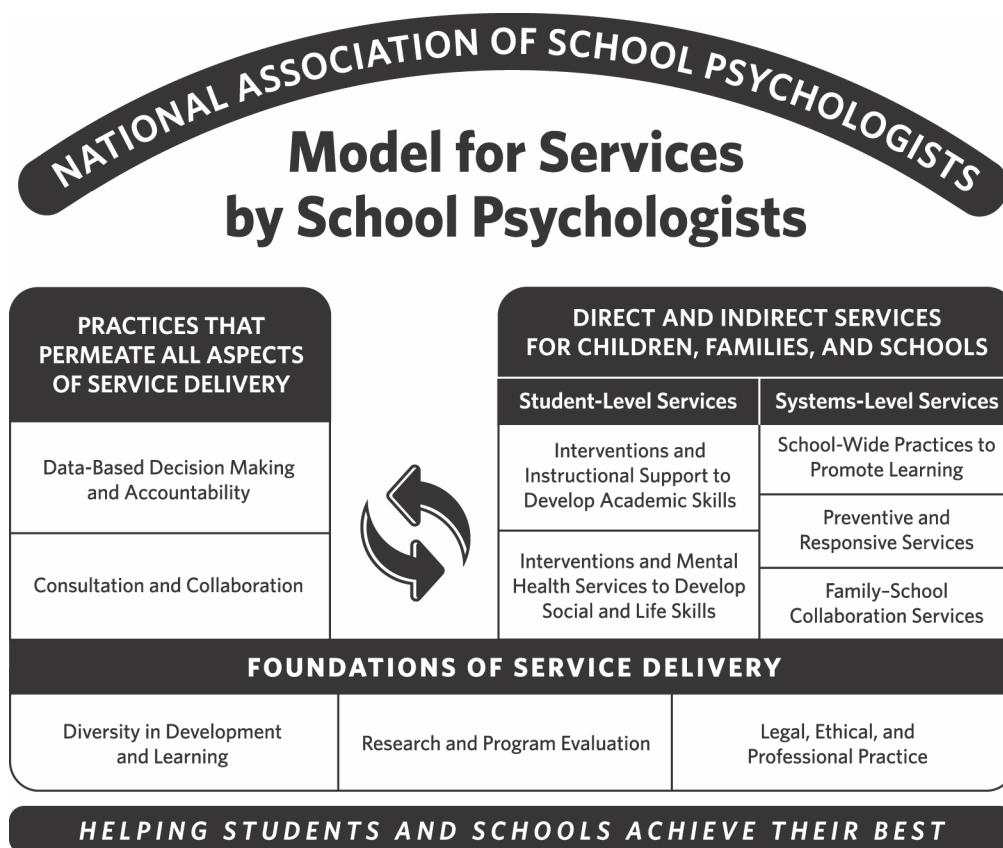 NATIONAL ASSOCIATION OF SCHOOL PSYCHOLOGISTS
Model for Services
by School Psychologists
PRACTICES THAT
PERMEATE ALL ASPECTS
OF SERVICE DELIVERY
Data-Based Decision Making
and Accountability
Consultation and Collaboration
DIRECT AND INDIRECT SERVICES
FOR CHILDREN, FAMILIES, AND SCHOOLS
Student-Level Services
Interventions and
Instructional Support to
Develop Academic Skills
Interventions and Mental
Health Services to Develop
Social and Life Skills
Systems-Level Services
School-Wide Practices to
Promote Learning
Preventive and
Responsive Services
Family–School
Collaboration Services
FOUNDATIONS OF SERVICE DELIVERY
Diversity in Development
and Learning
Research and Program Evaluation
Legal, Ethical, and
Professional Practice
HELPING STUDENTS AND SCHOOLS ACHIEVE THEIR BEST